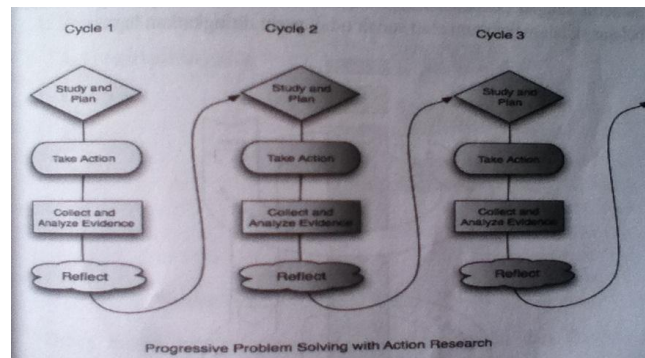 Cycle 1
Study and
Plan
Take Action
Collect and
Analyze Evidence
Reflect
Cycle 2
Study and
Plan
Take Action
Collect and
Analyze Evidence
Reflect
Cycle 3
Study and
Plan
Take Action
Collect and
Analyze Evidence
Reflect
Progressive Problem Solving with Action Research